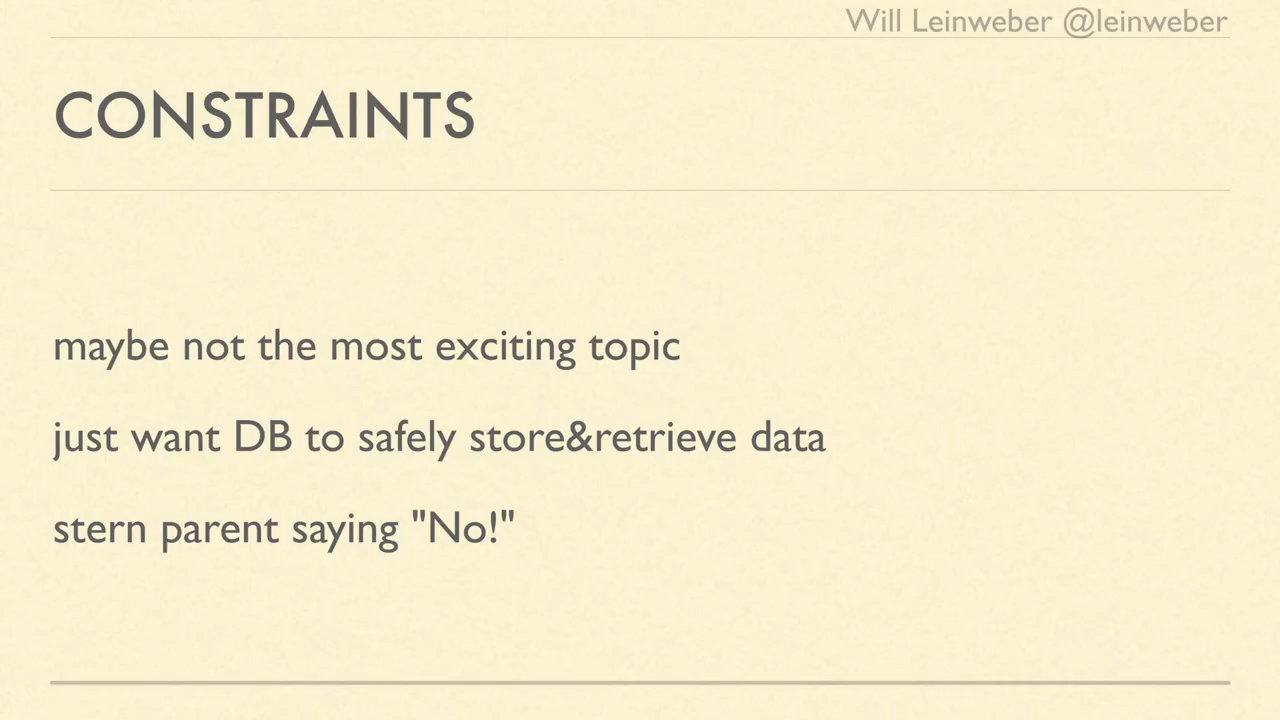 Will Leinweber @leinweber
CONSTRAINTS
maybe not the most exciting topic
just want DB to safely store&retrieve data
stern parent saying "No!"